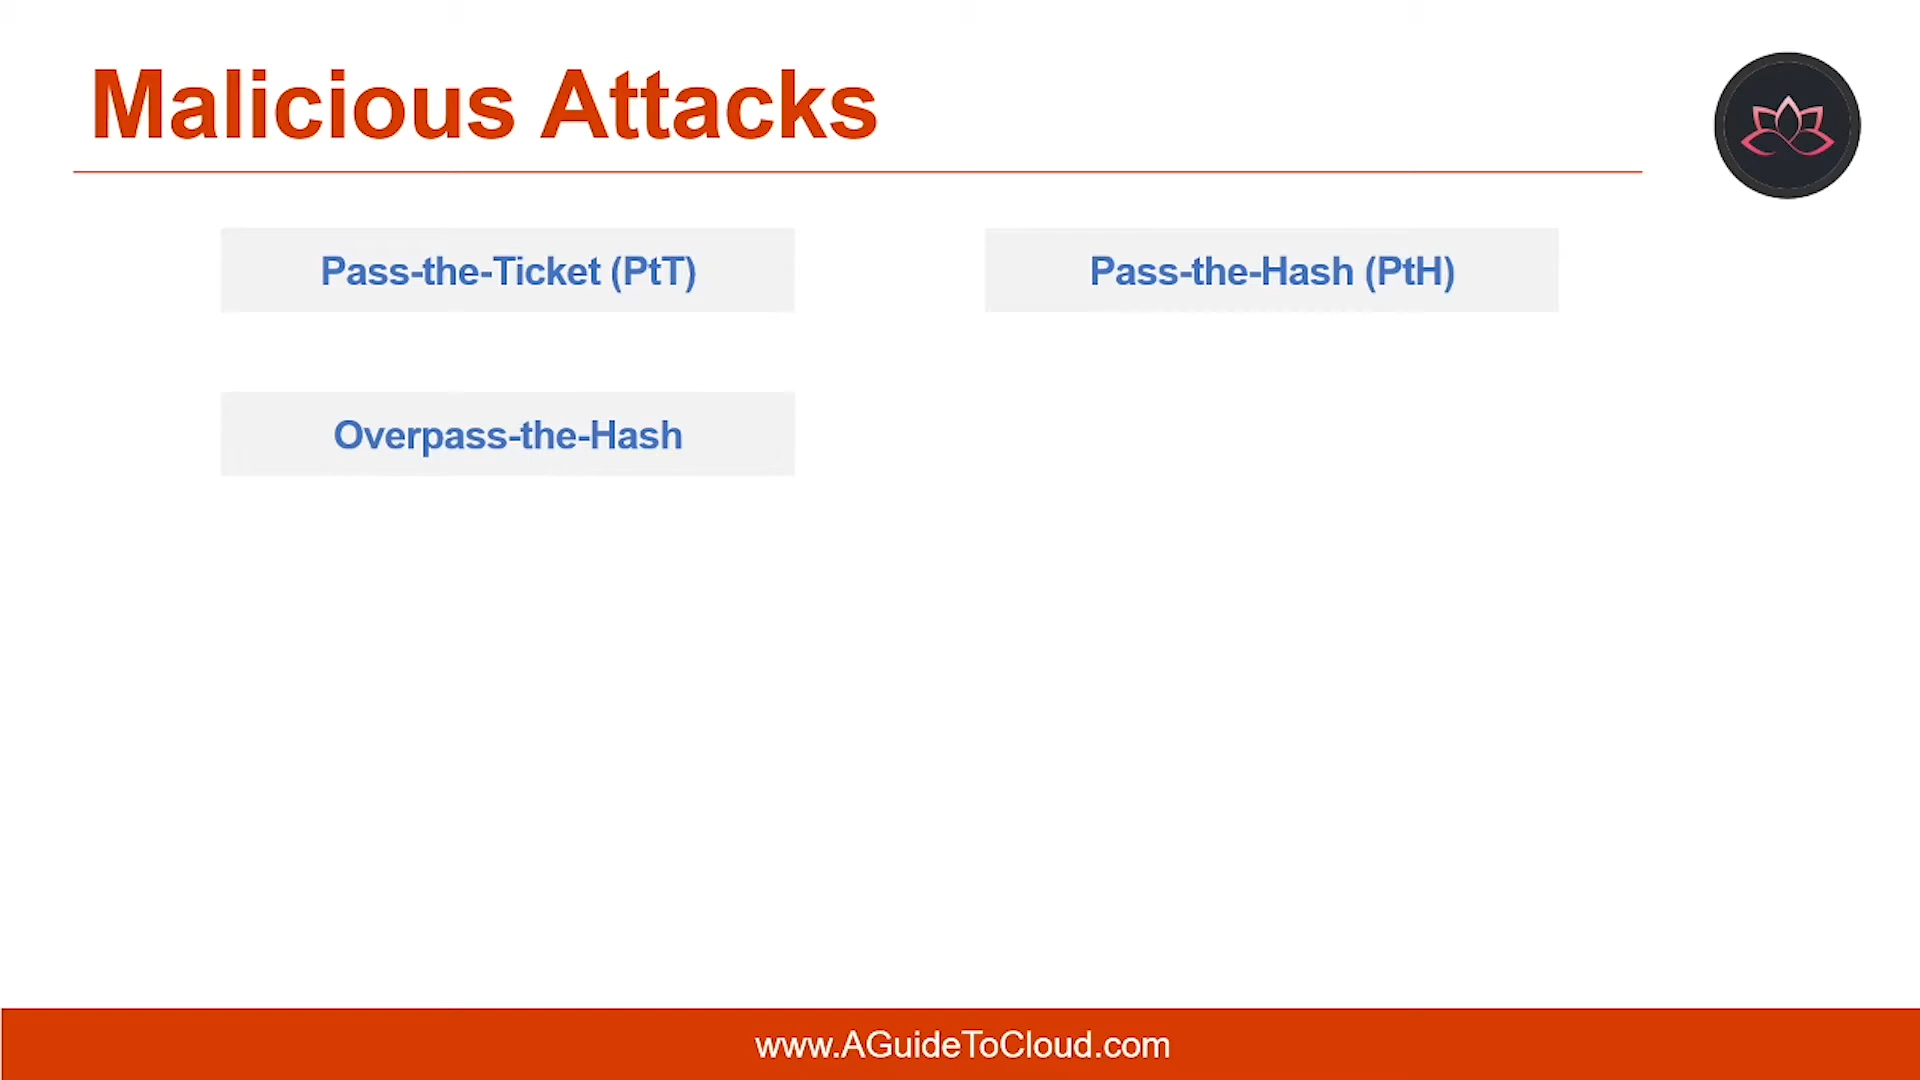 Malicious Attacks
Pass-the-Ticket (PtT)
Pass-the-Hash (PtH)
Overpass-the-Hash
www.AGuideToCloud.com